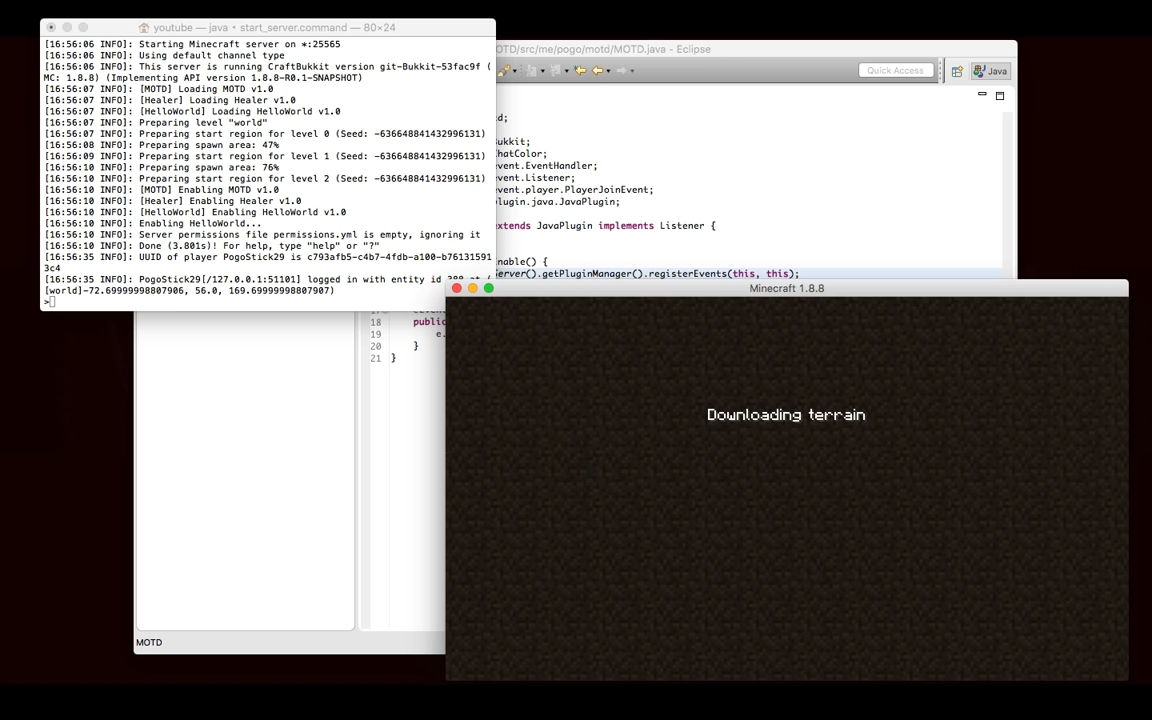 youtube — java • start_server.command — 80×24
[16:56:06 INFO]: Starting Minecraft server on *:25565
[16:56:06 INFO]: Using default channel type
[16:56:06 INFO]: This server is running CraftBukkit version git-Bukkit-53fac9f (
MC: 1.8.8) (Implementing API version 1.8.8-R0.1-SNAPSHOT)
[16:56:07 INFO]: [MOTD] Loading MOTD v1.0
[16:56:07 INFO]: [Healer] Loading Healer v1.0
[16:56:07 INFO]: [HelloWorld] Loading HelloWorld v1.0
[16:56:07 INFO]: Preparing level "world"
[16:56:07 INFO]: Preparing start region for level 0 (Seed: -636648841432996131)
[16:56:08 INFO]: Preparing spawn area: 47%
[16:56:09 INFO]: Preparing start region for level 1 (Seed: -636648841432996131)
[16:56:10 INFO]: Preparing spawn area: 76%
[16:56:10 INFO]: Preparing start region for level 2 (Seed: -636648841432996131)
[16:56:10 INFO]: [MOTD] Enabling MOTD v1.0
[16:56:10 INFO]: [Healer] Enabling Healer v1.0
[16:56:10 INFO]: [HelloWorld] Enabling HelloWorld v1.0
[16:56:10 INFO]: Enabling HelloWorld...
[16:56:10 INFO]: Server permissions file permissions.yml is empty, ignoring it
[16:56:10 INFO]: Done (3.801s)! For help, type "help" or "?"
[16:56:35 INFO]: UUID of player PogoStick29 is c793afb5-c4b7-4fdb-a100-b76131591
3c4
[16:56:35 INFO]: PogoStick29[/127.0.0.1:51101] logged in with entity id at (
[world]-72.69999998807906, 56.0, 169.69999998807907)
>
OTD/src/me/pogo/motd/MOTD.java - Eclipse
Quick Access
Java
d;
ukkit;
hatColor;
event.EventHandler;
event.Listener;
event.player.PlayerJoinEvent;
plugin.java.JavaPlugin;
extends JavaPlugin implements Listener {
nable() {
Server().getPluginManager().registerEvents(this, this);
18 public
19 e.
20 }
21 }
MOTD
Minecraft 1.8.8
Downloading terrain